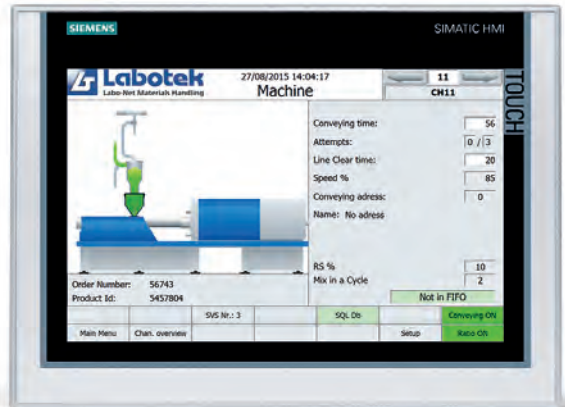 SIEMENS
SIMATIC HMI
TOUCH
Labotek
Labo-Net Materials Handling
27/08/2015 14:04:17
Machine
11
CH11
Conveying time: 56
Attempts: 0 / 3
Line Clear time: 20
Speed % 85
Conveying adress: 0
Name: No adress
RS % 10
Mix in a Cycle 2
Order Number: 56743
Product Id: 5457804
Not in FIFO
SVS Nr.: 3
SQL Db
Conveying ON
Main Menu
Chan. overview
Setup
Ratio ON